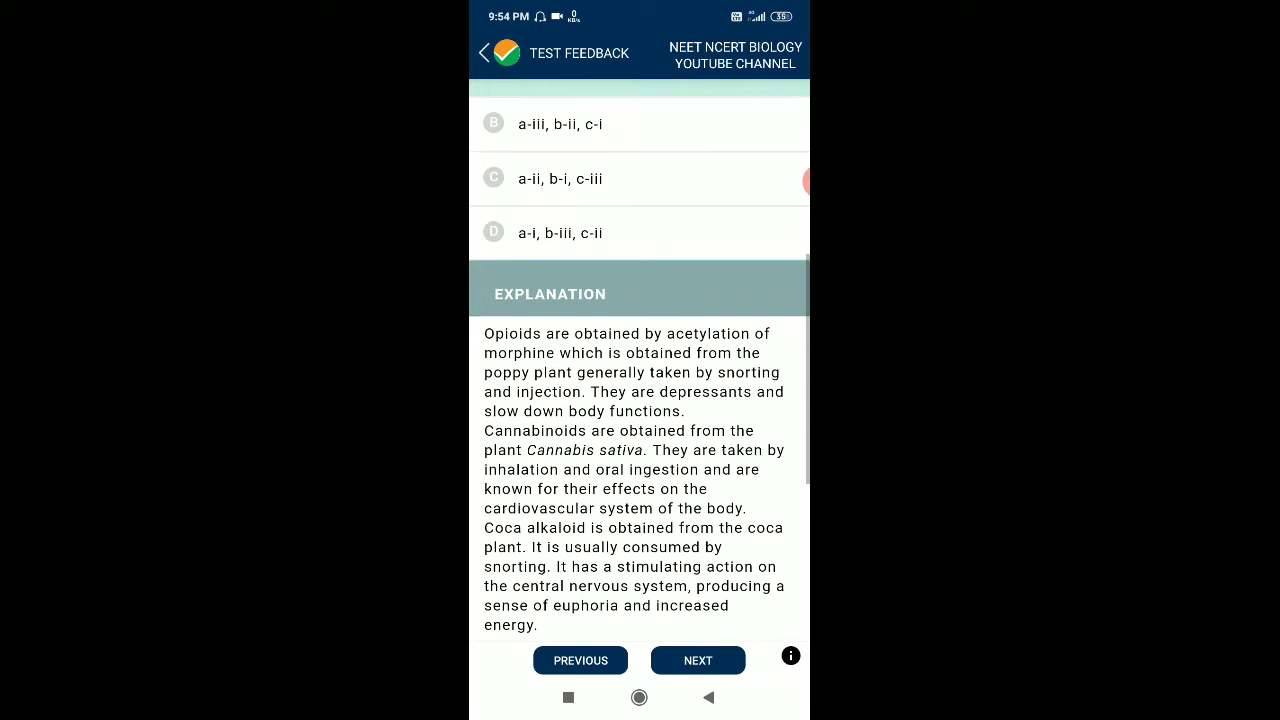 9:54 PM 0 KB/s 4G 35
TEST FEEDBACK
NEET NCERT BIOLOGY
YOUTUBE CHANNEL
B a-iii, b-ii, c-i
C a-ii, b-i, c-iii
D a-i, b-iii, c-ii
EXPLANATION
Opioids are obtained by acetylation of
morphine which is obtained from the
poppy plant generally taken by snorting
and injection. They are depressants and
slow down body functions.
Cannabinoids are obtained from the
plant Cannabis sativa. They are taken by
inhalation and oral ingestion and are
known for their effects on the
cardiovascular system of the body.
Coca alkaloid is obtained from the coca
plant. It is usually consumed by
snorting. It has a stimulating action on
the central nervous system, producing a
sense of euphoria and increased
energy.
PREVIOUS NEXT